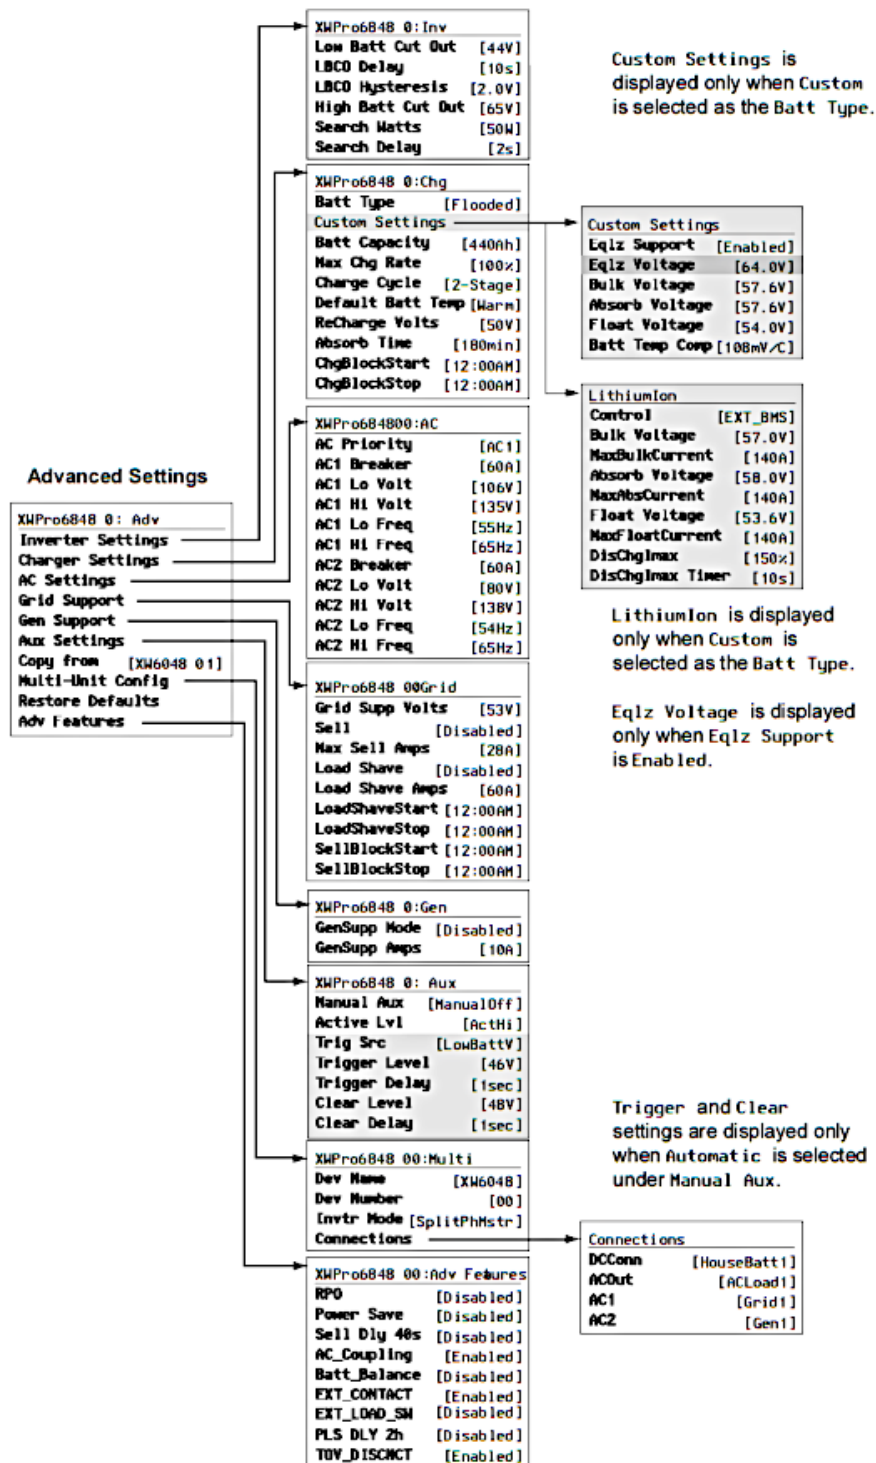 Advanced Settings
XWPro6848 0: Adv
Inverter Settings
Charger Settings
AC Settings
Grid Support
Gen Support
Aux Settings
Copy from [XW6048 01]
Multi-Unit Config
Restore Defaults
Adv Features
XWPro6848 0:Inv
Low Batt Cut Out [44V]
LBCO Delay [10s]
LBCO Hysteresis [2.0V]
High Batt Cut Out [65V]
Search Watts [50W]
Search Delay [2s]
XWPro6848 0:Chg
Batt Type [Flooded]
Custom Settings
Batt Capacity [440Ah]
Max Chg Rate [100%]
Charge Cycle [2-Stage]
Default Batt Temp [Warm]
ReCharge Volts [50V]
Absorb Time [180min]
ChgBlockStart [12:00AM]
ChgBlockStop [12:00AM]
XWPro684800:AC
AC Priority [AC1]
AC1 Breaker [60A]
AC1 Lo Volt [106V]
AC1 Hi Volt [135V]
AC1 Lo Freq [55Hz]
AC1 Hi Freq [65Hz]
AC2 Breaker [60A]
AC2 Lo Volt [80V]
AC2 Hi Volt [138V]
AC2 Lo Freq [54Hz]
AC2 Hi Freq [65Hz]
XWPro6848 00Grid
Grid Supp Volts [53V]
Sell [Disabled]
Max Sell Amps [28A]
Load Shave [Disabled]
Load Shave Amps [60A]
LoadShaveStart [12:00AM]
LoadShaveStop [12:00AM]
SellBlockStart [12:00AM]
SellBlockStop [12:00AM]
XWPro6848 0:Gen
GenSupp Mode [Disabled]
GenSupp Amps [10A]
XWPro6848 0: Aux
Manual Aux [ManualOff]
Active Lvl [ActHi]
Trig Src [LowBattV]
Trigger Level [46V]
Trigger Delay [1sec]
Clear Level [48V]
Clear Delay [1sec]
XWPro6848 00:Multi
Dev Name [XW6048]
Dev Number [00]
Invtr Mode [SplitPhMstr]
Connections
XWPro6848 00:Adv Features
RPO [Disabled]
Power Save [Disabled]
Sell Dly 40s [Disabled]
AC_Coupling [Enabled]
Batt_Balance [Disabled]
EXT_CONTACT [Enabled]
EXT_LOAD_SW [Disabled]
PLS DLY 2h [Disabled]
TOV_DISCNCT [Enabled]
Custom Settings is
displayed only when Custom
is selected as the Batt Type.
Custom Settings
Eqlz Support [Enabled]
Eqlz Voltage [64.0V]
Bulk Voltage [57.6V]
Absorb Voltage [57.6V]
Float Voltage [54.0V]
Batt Temp Comp [108mV/C]
LithiumIon
Control [EXT_BMS]
Bulk Voltage [57.0V]
MaxBulkCurrent [140A]
Absorb Voltage [58.0V]
MaxAbsCurrent [140A]
Float Voltage [53.6V]
MaxFloatCurrent [140A]
DisChgImax [150%]
DisChgImax Timer [10s]
LithiumIon is displayed
only when Custom is
selected as the Batt Type.
Eqlz Voltage is displayed
only when Eqlz Support
is Enabled.
Trigger and Clear
settings are displayed only
when Automatic is selected
under Manual Aux.
Connections
DCConn [HouseBatt1]
ACOut [ACLoad1]
AC1 [Grid1]
AC2 [Gen1]